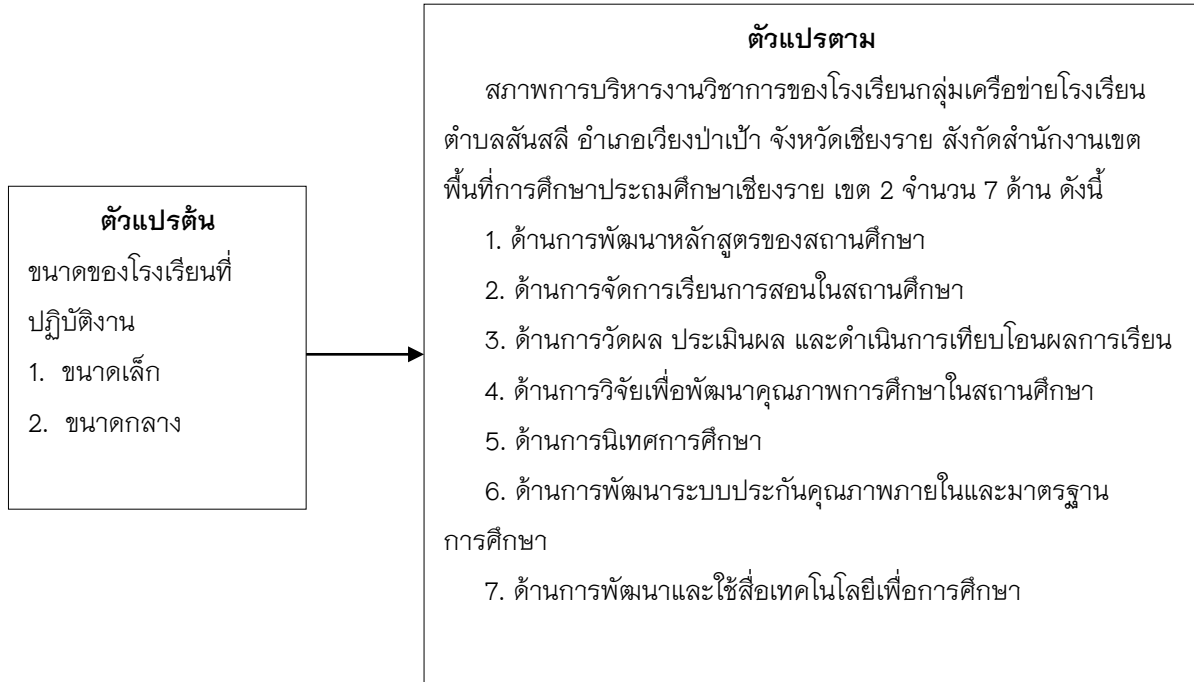 ตัวแปรต้น
ขนาดของโรงเรียนที่
ปฏิบัติงาน
1. ขนาดเล็ก
2. ขนาดกลาง
ตัวแปรตาม
สภาพการบริหารงานวิชาการของโรงเรียนกลุ่มเครือข่ายโรงเรียน
ตำบลสันสลี อำเภอเวียงป่าเป้า จังหวัดเชียงราย สังกัดสำนักงานเขต
พื้นที่การศึกษาประถมศึกษาเชียงราย เขต 2 จำนวน 7 ด้าน ดังนี้
1. ด้านการพัฒนาหลักสูตรของสถานศึกษา
2. ด้านการจัดการเรียนการสอนในสถานศึกษา
3. ด้านการวัดผล ประเมินผล และดำเนินการเทียบโอนผลการเรียน
4. ด้านการวิจัยเพื่อพัฒนาคุณภาพการศึกษาในสถานศึกษา
5. ด้านการนิเทศการศึกษา
6. ด้านการพัฒนาระบบประกันคุณภาพภายในและมาตรฐาน
การศึกษา
7. ด้านการพัฒนาและใช้สื่อเทคโนโลยีเพื่อการศึกษา